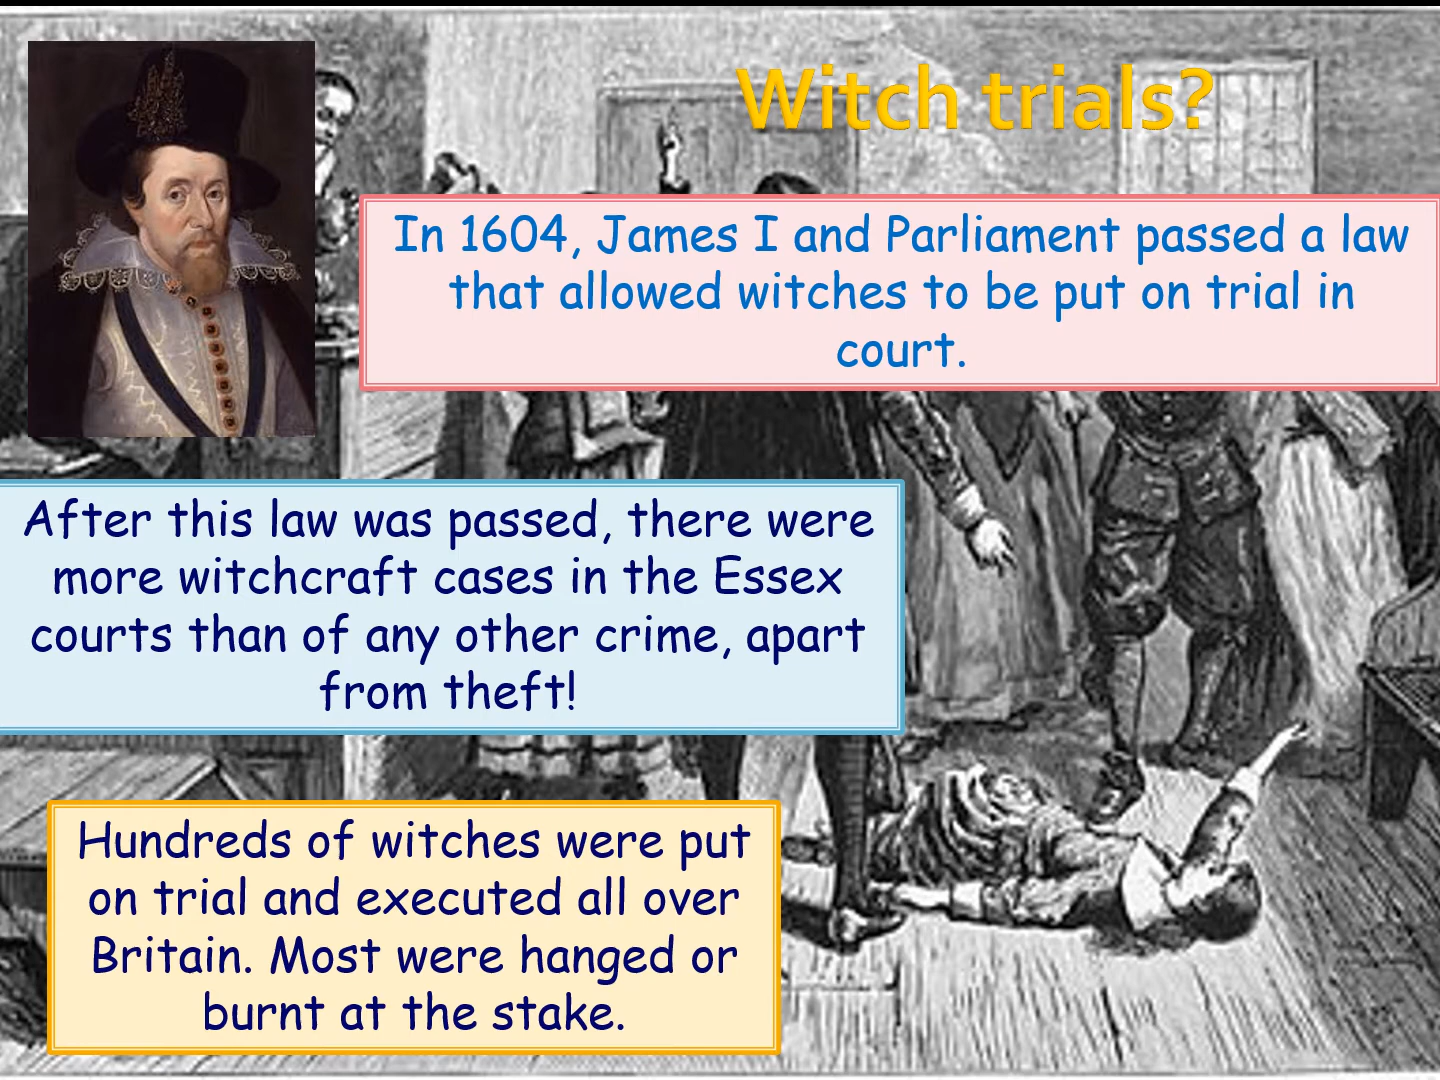 Witch trials?
In 1604, James I and Parliament passed a law
that allowed witches to be put on trial in
court.
After this law was passed, there were
more witchcraft cases in the Essex
courts than of any other crime, apart
from theft!
Hundreds of witches were put
on trial and executed all over
Britain. Most were hanged or
burnt at the stake.